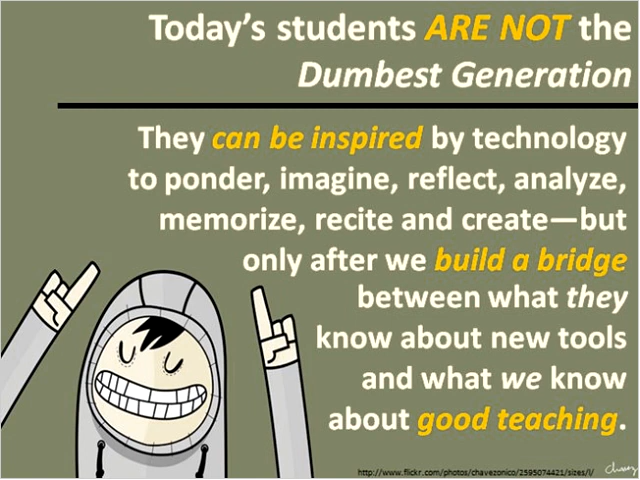 Today's students ARE NOT the
Dumbest Generation
They can be inspired by technology
to ponder, imagine, reflect, analyze,
memorize, recite and create—but
only after we build a bridge
between what they
know about new tools
and what we know
about good teaching.
http://www.flickr.com/photos/chavezonico/2595074421/sizes/l/